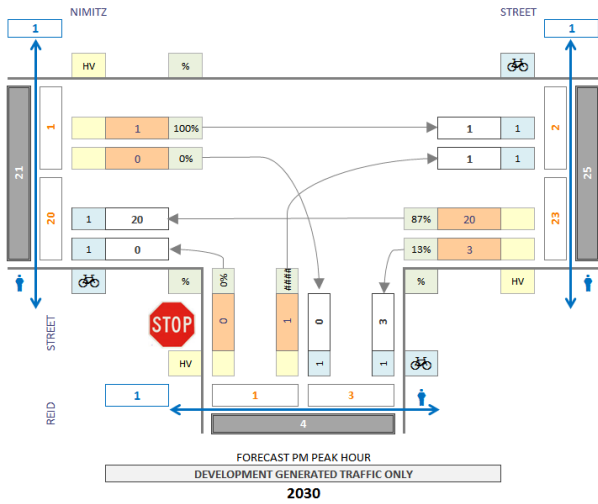 NIMITZ STREET
1 1
HV %
21 1 1 100% 1 1 2 25
0 0% 1 1
20 1 20 87% 20 23
1 0 13% 3
% 0% #### % HV
STREET STOP 0 1 0 3
HV 1 1
REID 1 1 3
4
FORECAST PM PEAK HOUR
DEVELOPMENT GENERATED TRAFFIC ONLY
2030